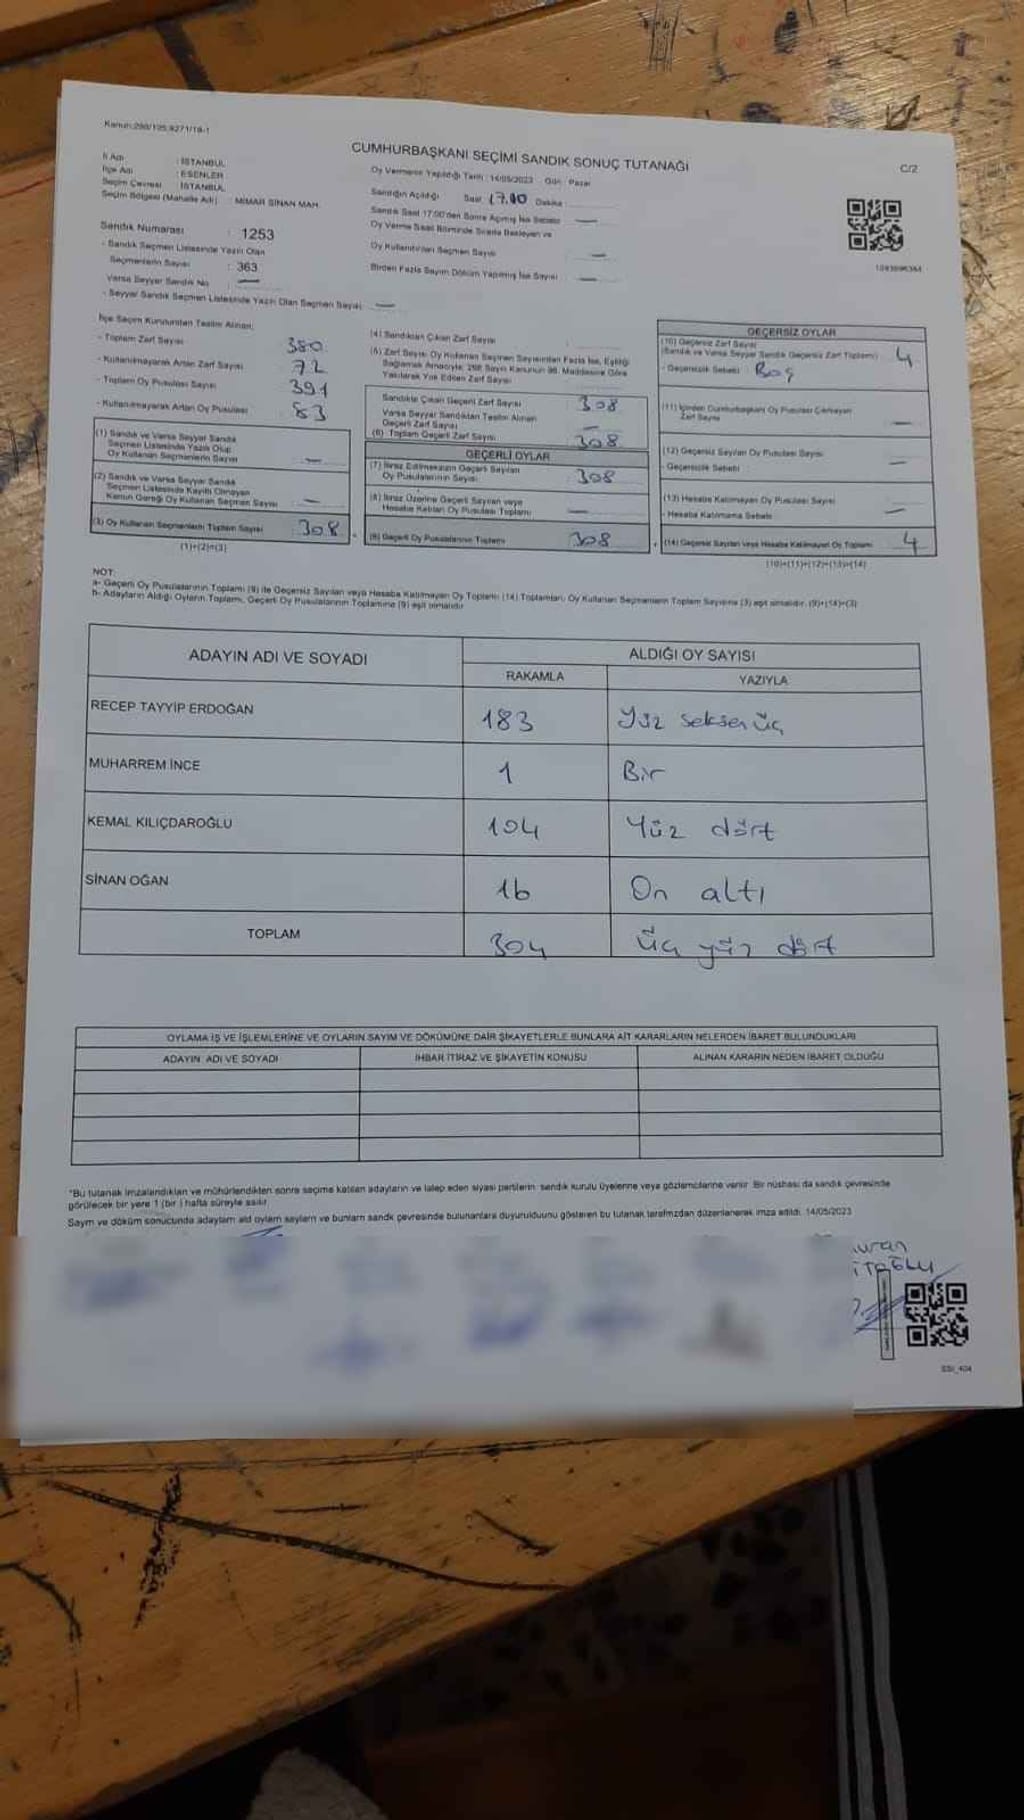 Kanun:298/125,6271/18-1
CUMHURBAŞKANI SEÇİMİ SANDIK SONUÇ TUTANAĞI
C/2
İl Adı : İSTANBUL
İlçe Adı : ESENLER
Seçim Çevresi : İSTANBUL
Seçim Bölgesi (Mahalle Adı) : MİMAR SİNAN MAH.
Sandık Numarası : 1253
- Sandık Seçmen Listesinde Yazılı Olan
Seçmenlerin Sayısı : 363
Varsa Seyyar Sandık No : —
- Seyyar Sandık Seçmen Listesinde Yazılı Olan Seçmen Sayısı: —
Oy Vermenin Yapıldığı Tarih : 14/05/2023 Gün : Pazar
Sandığın Açıldığı Saat 17.00 Dakika
Sandık Saat 17:00'den Sonra Açılmış İse Sebebi —
Oy Verme Saati Bitiminde Sırada Bekleyen ve
Oy Kullandırılan Seçmen Sayısı : —
Birden Fazla Sayım Döküm Yapılmış İse Sayısı : —
İlçe Seçim Kurulundan Teslim Alınan;
- Toplam Zarf Sayısı 380
- Kullanılmayarak Artan Zarf Sayısı 72
- Toplam Oy Pusulası Sayısı 391
- Kullanılmayarak Artan Oy Pusulası 83
(1) Sandık ve Varsa Seyyar Sandık
Seçmen Listesinde Yazılı Olup
Oy Kullanan Seçmenlerin Sayısı : —
(2) Sandık ve Varsa Seyyar Sandık
Seçmen Listesinde Kayıtlı Olmayan
Kanun Gereği Oy Kullanan Seçmen Sayısı : —
(3) Oy Kullanan Seçmenlerin Toplam Sayısı : 308
(1)+(2)=(3)
(4) Sandıktan Çıkan Zarf Sayısı :
(5) Zarf Sayısı Oy Kullanan Seçmen Sayısından Fazla İse, Eşitliği
Sağlamak Amacıyla; 298 Sayılı Kanunun 98. Maddesine Göre
Yakılarak Yok Edilen Zarf Sayısı
Sandıkta Çıkan Geçerli Zarf Sayısı : 308
Varsa Seyyar Sandıktan Teslim Alınan
Geçerli Zarf Sayısı —
(6) Toplam Geçerli Zarf Sayısı 308
GEÇERLİ OYLAR
(7) İtiraz Edilmeksizin Geçerli Sayılan
Oy Pusulalarının Sayısı : 308
(8) İtiraz Üzerine Geçerli Sayılan veya
Hesaba Katılan Oy Pusulası Toplamı : —
(9) Geçerli Oy Pusulalarının Toplamı : 308
1093696364
GEÇERSİZ OYLAR
(10) Geçersiz Zarf Sayısı
(Sandık ve Varsa Seyyar Sandık Geçersiz Zarf Toplamı) : 4
- Geçersizlik Sebebi : Boş
(11) İçinden Cumhurbaşkanı Oy Pusulası Çıkmayan
Zarf Sayısı : —
(12) Geçersiz Sayılan Oy Pusulası Sayısı : —
- Geçersizlik Sebebi
(13) Hesaba Katılmayan Oy Pusulası Sayısı : —
- Hesaba Katılmama Sebebi
(14) Geçersiz Sayılan veya Hesaba Katılmayan Oy Toplamı : 4
(10)+(11)+(12)+(13)=(14)
NOT:
a- Geçerli Oy Pusulalarının Toplamı (9) ile Geçersiz Sayılan veya Hesaba Katılmayan Oy Toplamı (14) Toplamları, Oy Kullanan Seçmenlerin Toplam Sayısına (3) eşit olmalıdır. (9)+(14)=(3)
b- Adayların Aldığı Oyların Toplamı, Geçerli Oy Pusulalarının Toplamına (9) eşit olmalıdır.
ADAYIN ADI VE SOYADI ALDIĞI OY SAYISI
RAKAMLA YAZIYLA
RECEP TAYYİP ERDOĞAN 183 Yüz seksen üç
MUHARREM İNCE 1 Bir
KEMAL KILIÇDAROĞLU 104 Yüz dört
SİNAN OĞAN 16 On altı
TOPLAM 304 üç yüz dört
OYLAMA İŞ VE İŞLEMLERİNE VE OYLARIN SAYIM VE DÖKÜMÜNE DAİR ŞİKAYETLERLE BUNLARA AİT KARARLARIN NELERDEN İBARET BULUNDUKLARI
ADAYIN ADI VE SOYADI İHBAR İTİRAZ VE ŞİKAYETİN KONUSU ALINAN KARARIN NEDEN İBARET OLDUĞU
*Bu tutanak imzalandıktan ve mühürlendikten sonra seçime katılan adayların ve talep eden siyasi partilerin, sandık kurulu üyelerine veya gözlemcilerine verilir. Bir nüshası da sandık çevresinde
görülecek bir yere 1 (bir ) hafta süreyle asılır.
Sayım ve döküm sonucunda adayların ald oyların sayıların ve bunların sandk çevresinde bulunanlara duyurulduunu gösteren bu tutanak tarafmzdan düzenlenerek imza edildi. 14/05/2023
SSI_404